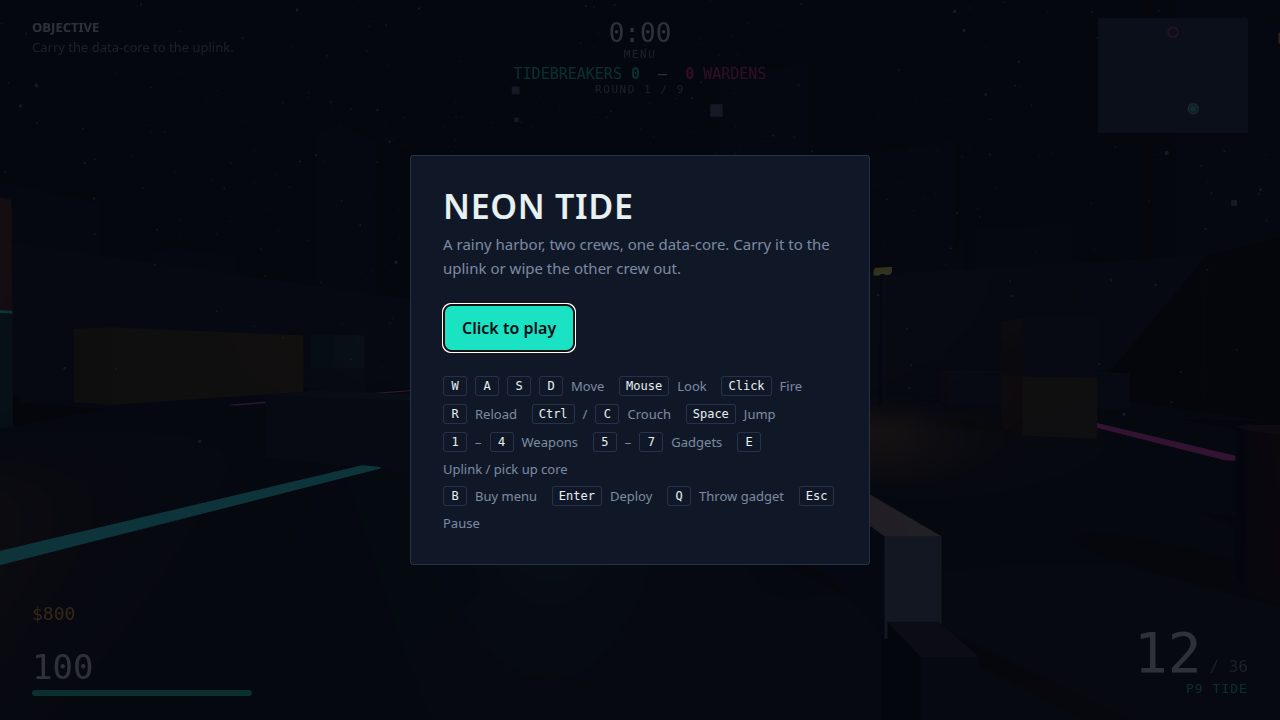 OBJECTIVE
Carry the data-core to the uplink.
0:00
MENU
TIDEBREAKERS 0 — 0 WARDENS
ROUND 1 / 9
NEON TIDE
A rainy harbor, two crews, one data-core. Carry it to the
uplink or wipe the other crew out.
Click to play
W A S D Move Mouse Look Click Fire
R Reload Ctrl / C Crouch Space Jump
1 – 4 Weapons 5 – 7 Gadgets E
Uplink / pick up core
B Buy menu Enter Deploy Q Throw gadget Esc
Pause
$800
100
12 / 36
P9 TIDE